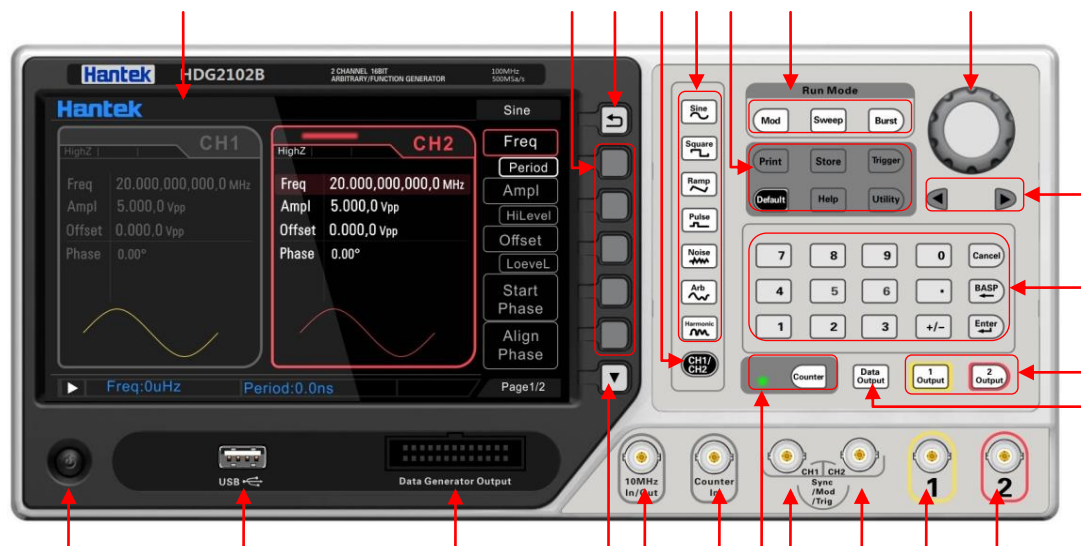 Hantek HDG2102B 2 CHANNEL 16BIT 100MHz
ARBITRARY/FUNCTION GENERATOR 500MSa/s
Hantek Sine
CH1
HighZ
Freq 20.000,000,000,0 MHz
Ampl 5.000,0 Vpp
Offset 0.000,0 Vpp
Phase 0.00°
CH2
HighZ
Freq 20.000,000,000,0 MHz
Ampl 5.000,0 Vpp
Offset 0.000,0 Vpp
Phase 0.00°
Freq
Period
Ampl
HiLevel
Offset
LoeveL
Start
Phase
Align
Phase
Freq:0uHz Period:0.0ns Page1/2
Sine
Square
Ramp
Pulse
Noise
Arb
Harmonic
CH1/
CH2
Run Mode
Mod Sweep Burst
Print Store Trigger
Default Help Utility
7 8 9 0 Cancel
4 5 6 . BASP
1 2 3 +/- Enter
Counter
Data
Output
1
Output
2
Output
USB
Data Generator Output
10MHz
In/Out
Counter
In
CH1 CH2
Sync
/Mod
/Trig
1
2